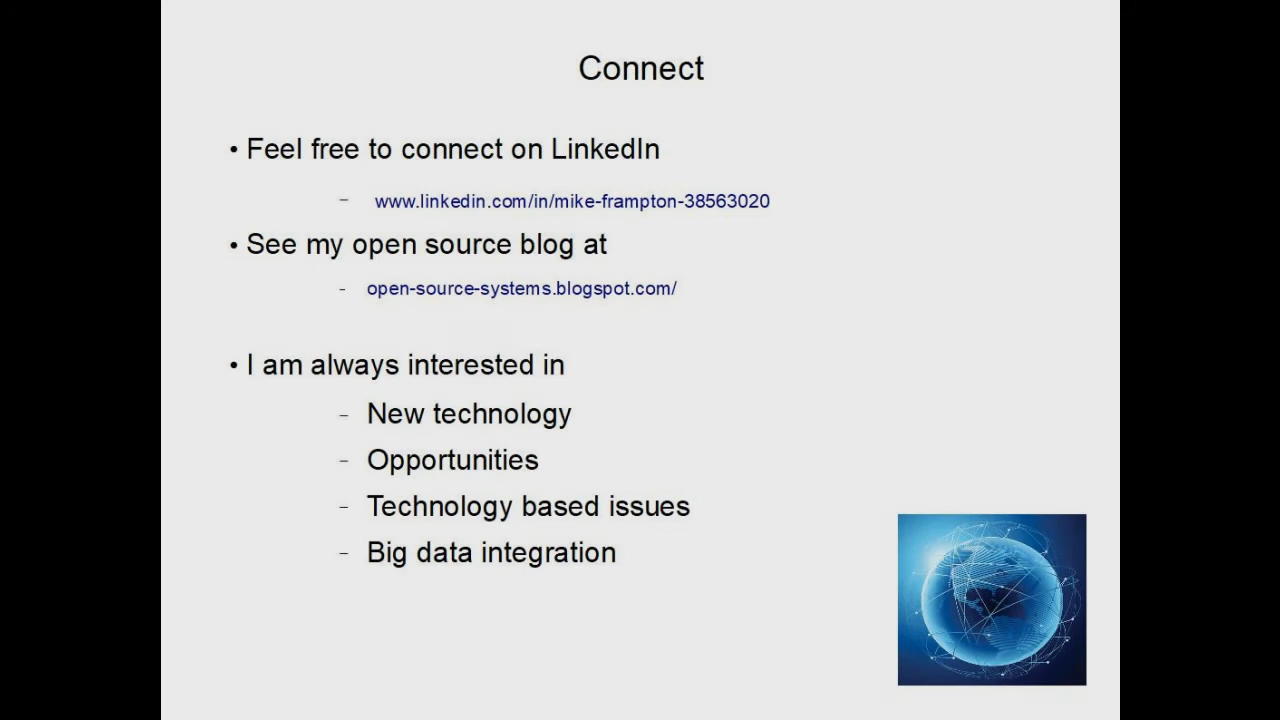 Connect
• Feel free to connect on LinkedIn
– www.linkedin.com/in/mike-frampton-38563020
• See my open source blog at
– open-source-systems.blogspot.com/
• I am always interested in
– New technology
– Opportunities
– Technology based issues
– Big data integration